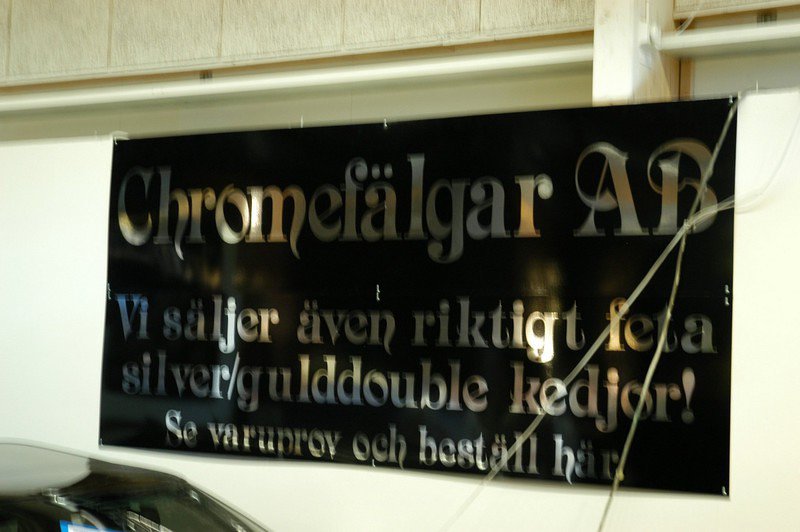 Chromefälgar AB
Vi säljer även riktigt feta
silver/gulddouble kedjor!
Se varuprov och beställ här